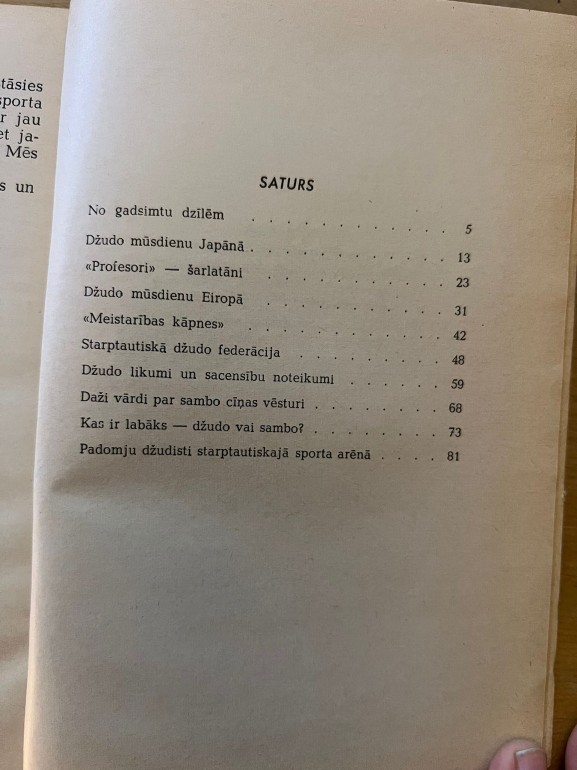 tāsies
sporta
r jau
et ja-
Mēs
s un
SATURS
No gadsimtu dzīlēm . . . . . . . . . . . 5
Džudo mūsdienu Japānā . . . . . . . . . . 13
«Profesori» — šarlatāni . . . . . . . . . . 23
Džudo mūsdienu Eiropā . . . . . . . . . . 31
«Meistarības kāpnes» . . . . . . . . . . 42
Starptautiskā džudo federācija . . . . . . . . 48
Džudo likumi un sacensību noteikumi . . . . . 59
Daži vārdi par sambo cīņas vēsturi . . . . . . . 68
Kas ir labāks — džudo vai sambo? . . . . . . . 73
Padomju džudisti starptautiskajā sporta arēnā . . . . 81